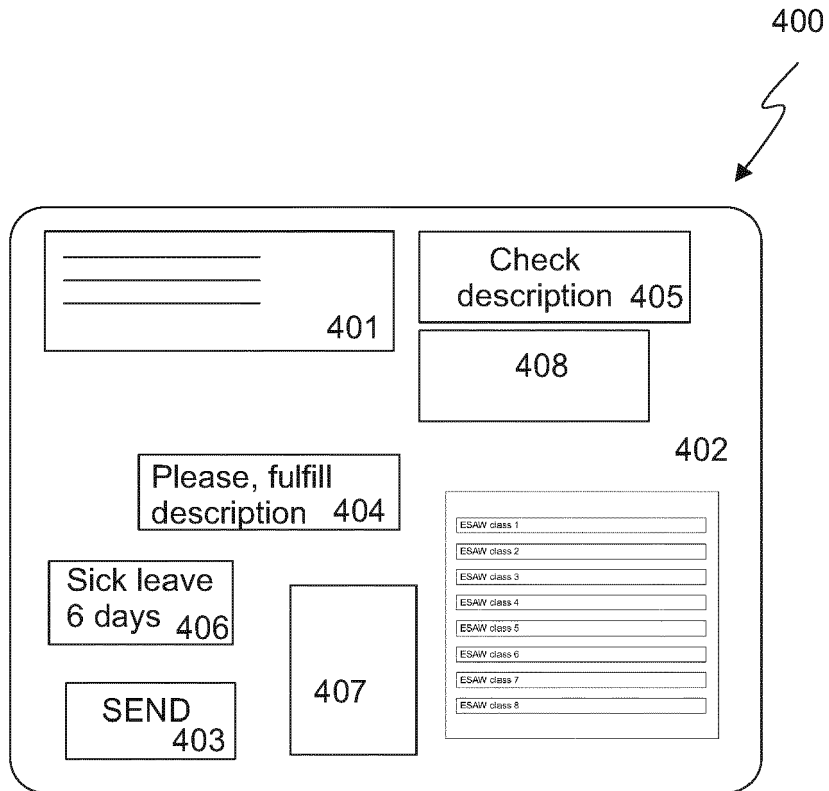 400
Check
description 405
401
408
402
Please, fulfill
description 404
ESAW class 1
ESAW class 2
ESAW class 3
ESAW class 4
ESAW class 5
ESAW class 6
ESAW class 7
ESAW class 8
Sick leave
6 days 406
407
SEND
403